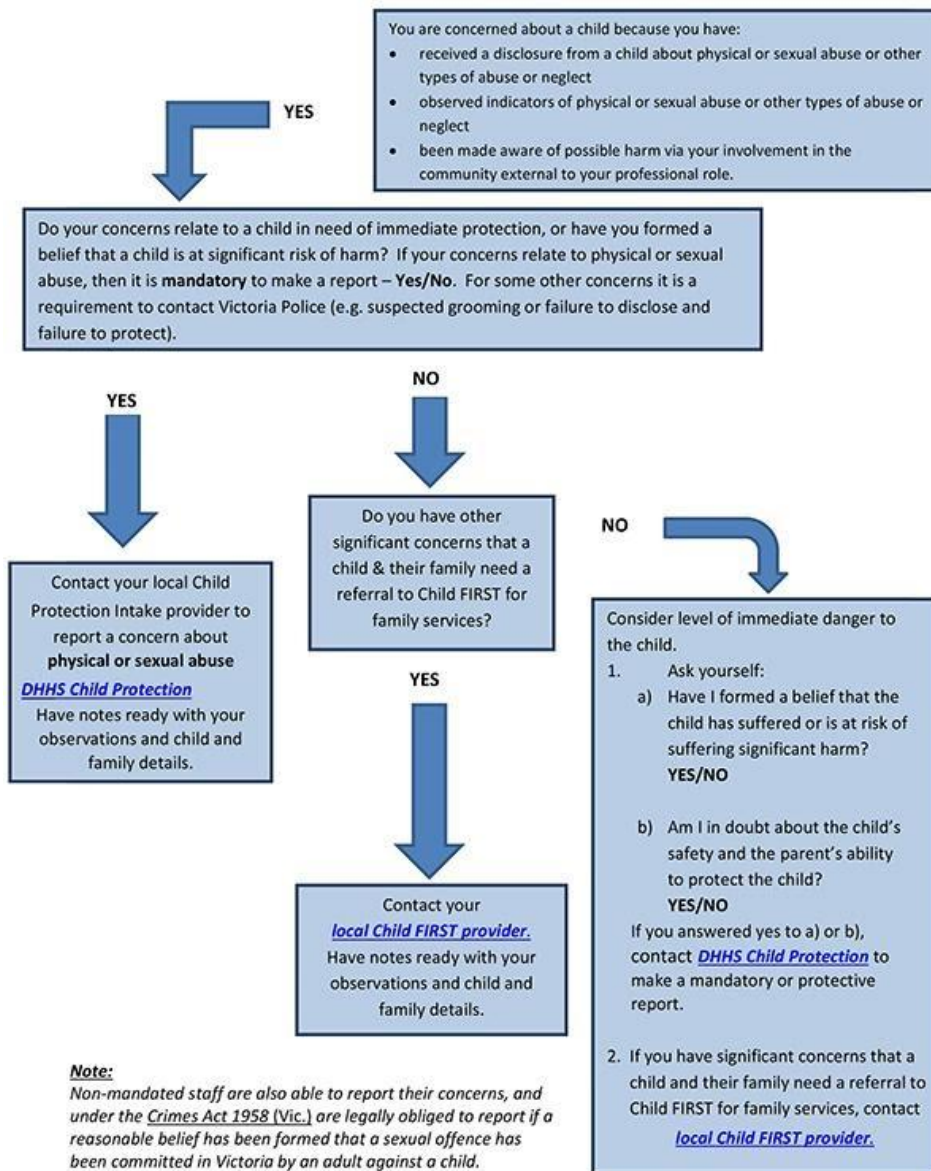 You are concerned about a child because you have:
• received a disclosure from a child about physical or sexual abuse or other
types of abuse or neglect
• observed indicators of physical or sexual abuse or other types of abuse or
neglect
• been made aware of possible harm via your involvement in the
community external to your professional role.
YES
Do your concerns relate to a child in need of immediate protection, or have you formed a
belief that a child is at significant risk of harm? If your concerns relate to physical or sexual
abuse, then it is mandatory to make a report – Yes/No. For some other concerns it is a
requirement to contact Victoria Police (e.g. suspected grooming or failure to disclose and
failure to protect).
YES
Contact your local Child
Protection Intake provider to
report a concern about
physical or sexual abuse
DHHS Child Protection
Have notes ready with your
observations and child and
family details.
NO
Do you have other
significant concerns that a
child & their family need a
referral to Child FIRST for
family services?
YES
Contact your
local Child FIRST provider.
Have notes ready with your
observations and child and
family details.
NO
Consider level of immediate danger to
the child.
1. Ask yourself:
a) Have I formed a belief that the
child has suffered or is at risk of
suffering significant harm?
YES/NO
b) Am I in doubt about the child's
safety and the parent's ability
to protect the child?
YES/NO
If you answered yes to a) or b),
contact DHHS Child Protection to
make a mandatory or protective
report.
2. If you have significant concerns that a
child and their family need a referral to
Child FIRST for family services, contact
local Child FIRST provider.
Note:
Non-mandated staff are also able to report their concerns, and
under the Crimes Act 1958 (Vic.) are legally obliged to report if a
reasonable belief has been formed that a sexual offence has
been committed in Victoria by an adult against a child.